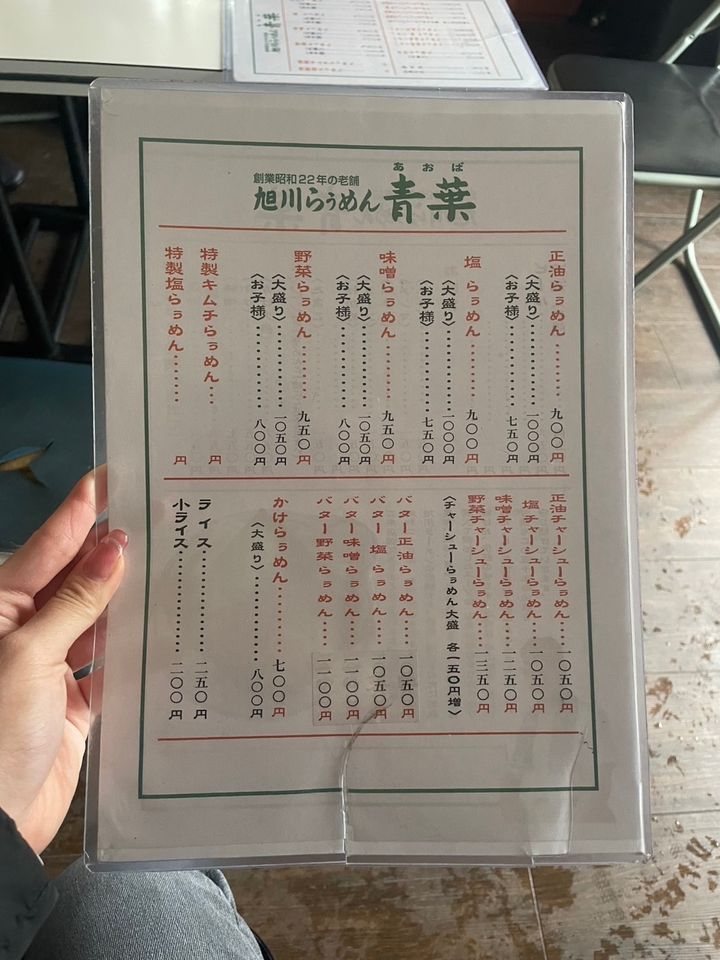 あおば
創業昭和22年の老舗
旭川らぅめん 青葉
正油らぅめん………九〇〇円
〈大盛り〉…………一〇〇〇円
〈お子様〉…………七五〇円
塩 らぅめん………九〇〇円
〈大盛り〉…………一〇〇〇円
〈お子様〉…………七五〇円
味噌らぅめん………九五〇円
〈大盛り〉…………一〇五〇円
〈お子様〉…………八〇〇円
野菜らぅめん………九五〇円
〈大盛り〉…………一〇五〇円
〈お子様〉…………八〇〇円
特製キムチらぅめん… 円
特製塩らぅめん……… 円
正油チャーシューらぅめん…一〇五〇円
塩 チャーシューらぅめん…一〇五〇円
味噌チャーシューらぅめん…一二五〇円
野菜チャーシューらぅめん…一三五〇円
〈チャーシューらぅめん大盛 各一五〇円増〉
バター正油らぅめん…一〇五〇円
バター 塩 らぅめん…一〇五〇円
バター味噌らぅめん…一一〇〇円
バター野菜らぅめん…一一〇〇円
かけらぅめん………七〇〇円
〈大盛り〉…………八〇〇円
ライス…………二五〇円
小ライス…………二〇〇円